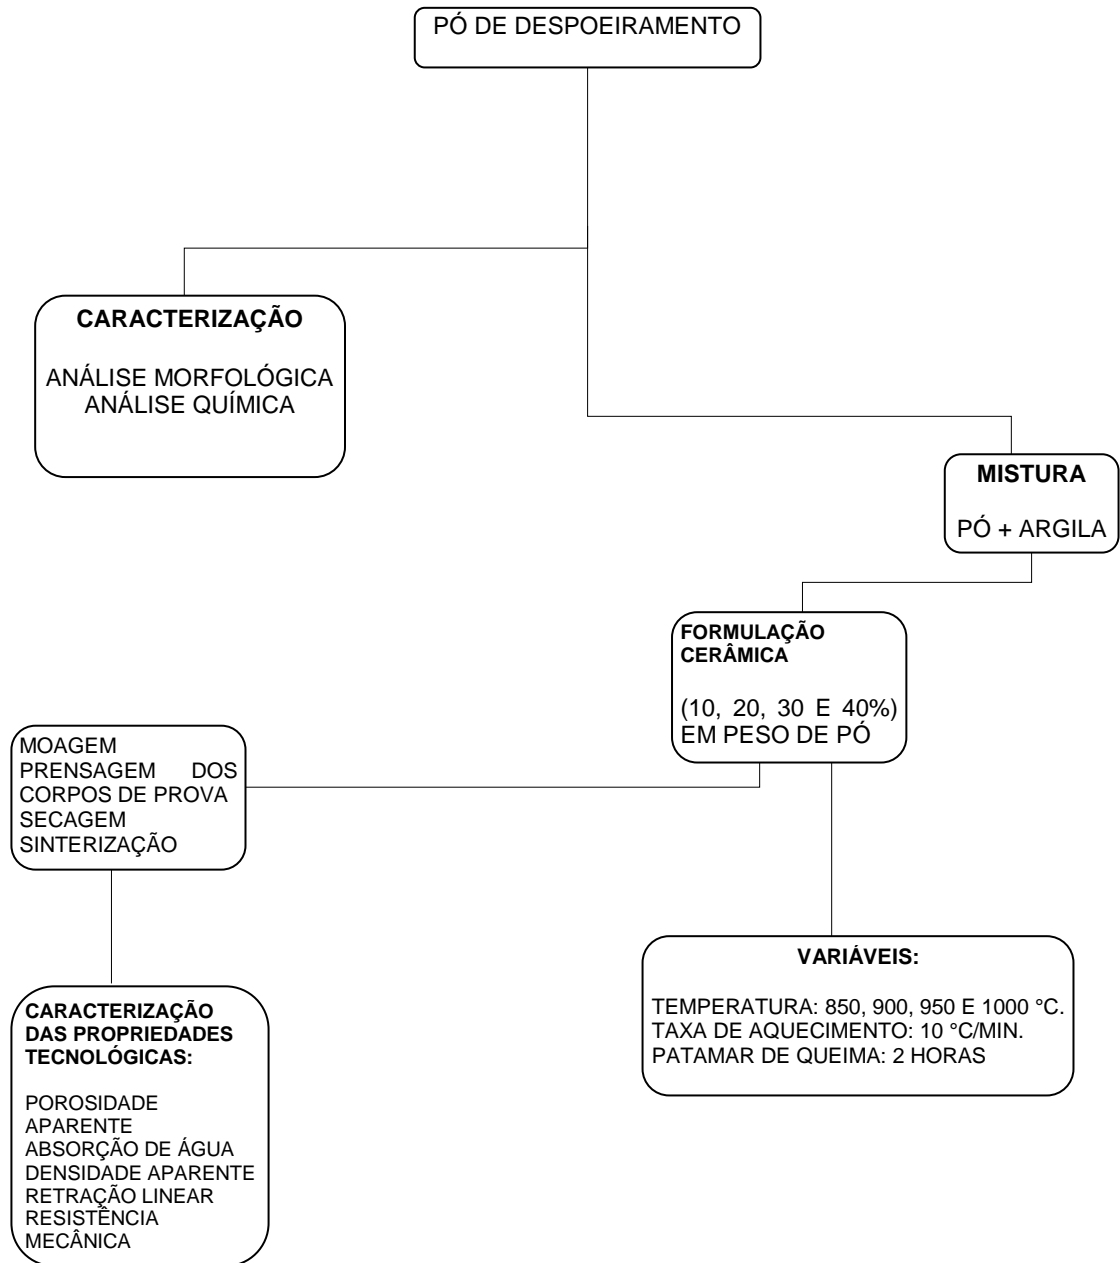 PÓ DE DESPOEIRAMENTO
CARACTERIZAÇÃO
ANÁLISE MORFOLÓGICA
ANÁLISE QUÍMICA
MISTURA
PÓ + ARGILA
FORMULAÇÃO
CERÂMICA
(10, 20, 30 E 40%)
EM PESO DE PÓ
MOAGEM
PRENSAGEM DOS
CORPOS DE PROVA
SECAGEM
SINTERIZAÇÃO
VARIÁVEIS:
TEMPERATURA: 850, 900, 950 E 1000 °C.
TAXA DE AQUECIMENTO: 10 °C/MIN.
PATAMAR DE QUEIMA: 2 HORAS
CARACTERIZAÇÃO
DAS PROPRIEDADES
TECNOLÓGICAS:
POROSIDADE
APARENTE
ABSORÇÃO DE ÁGUA
DENSIDADE APARENTE
RETRAÇÃO LINEAR
RESISTÊNCIA
MECÂNICA